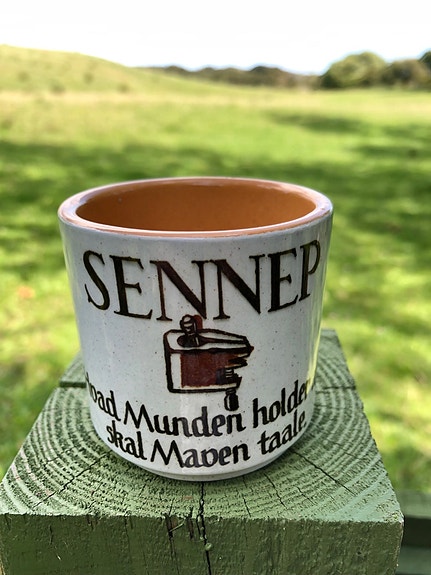 SENNEP
Hvad Munden holder
skal Maven taale